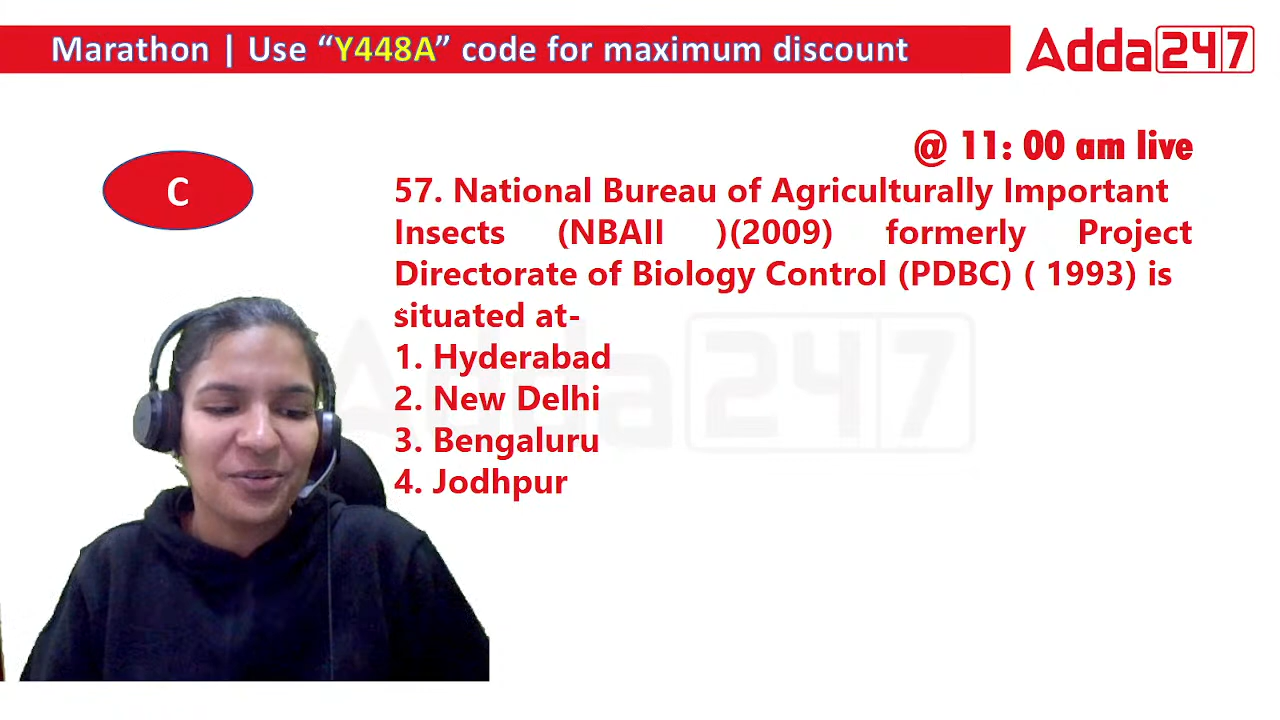 Marathon | Use “Y448A” code for maximum discount
Adda247
@ 11: 00 am live
C
57. National Bureau of Agriculturally Important
Insects (NBAII )(2009) formerly Project
Directorate of Biology Control (PDBC) ( 1993) is
situated at-
1. Hyderabad
2. New Delhi
3. Bengaluru
4. Jodhpur
Adda247